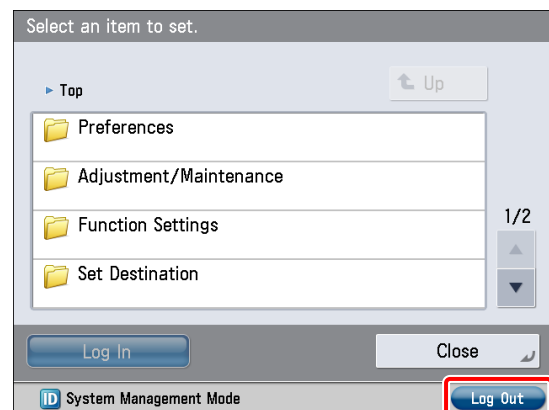 Select an item to set.
Top
Up
Preferences
Adjustment/Maintenance
Function Settings
Set Destination
1/2
Log In
Close
ID System Management Mode
Log Out